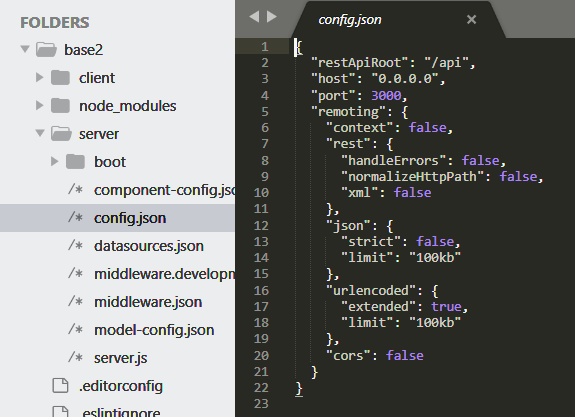 FOLDERS
base2
client
node_modules
server
boot
/* component-config.jso
/* config.json
/* datasources.json
/* middleware.developm
/* middleware.json
/* model-config.json
/* server.js
.editorconfig
.eslintignore
config.json
1 {
2 "restApiRoot": "/api",
3 "host": "0.0.0.0",
4 "port": 3000,
5 "remoting": {
6 "context": false,
7 "rest": {
8 "handleErrors": false,
9 "normalizeHttpPath": false,
10 "xml": false
11 },
12 "json": {
13 "strict": false,
14 "limit": "100kb"
15 },
16 "urlencoded": {
17 "extended": true,
18 "limit": "100kb"
19 },
20 "cors": false
21 }
22 }
23